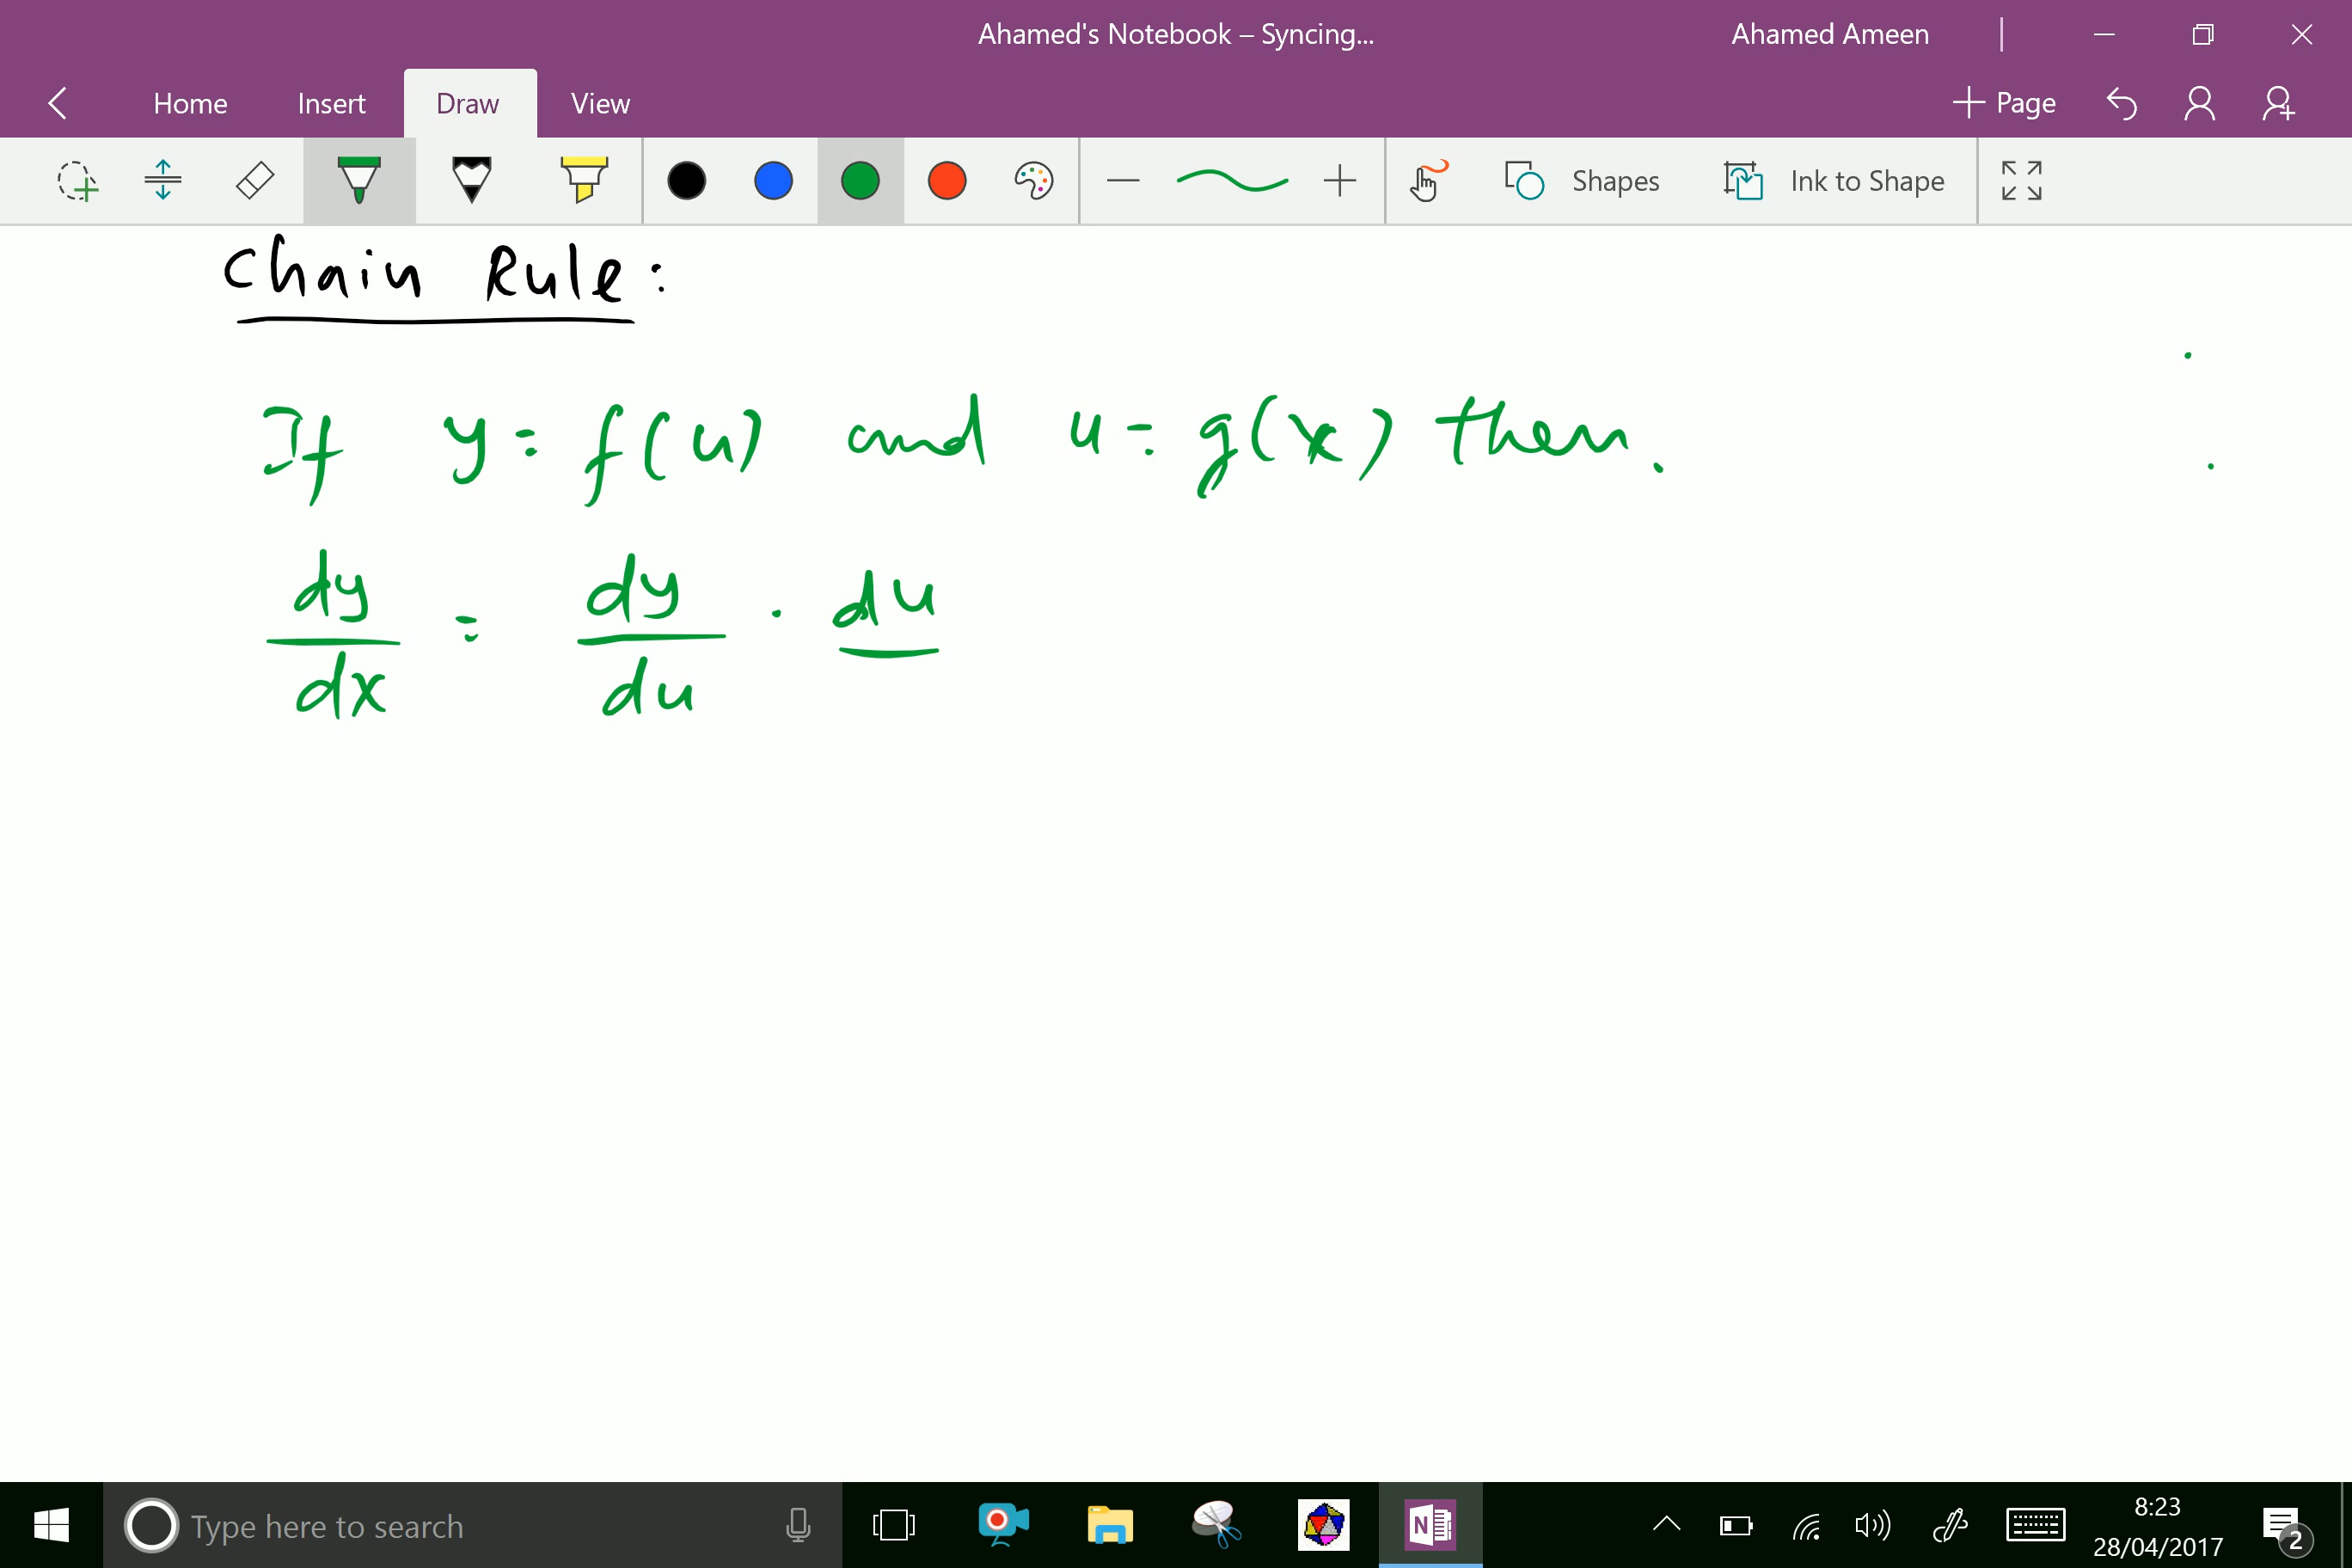 Ahamed's Notebook – Syncing... Ahamed Ameen
Home Insert Draw View Page
Shapes Ink to Shape
Chain Rule:
If y = f(u) and u = g(x) then.
dy/dx = dy/du · du/
Type here to search
N
8:23
28/04/2017
2